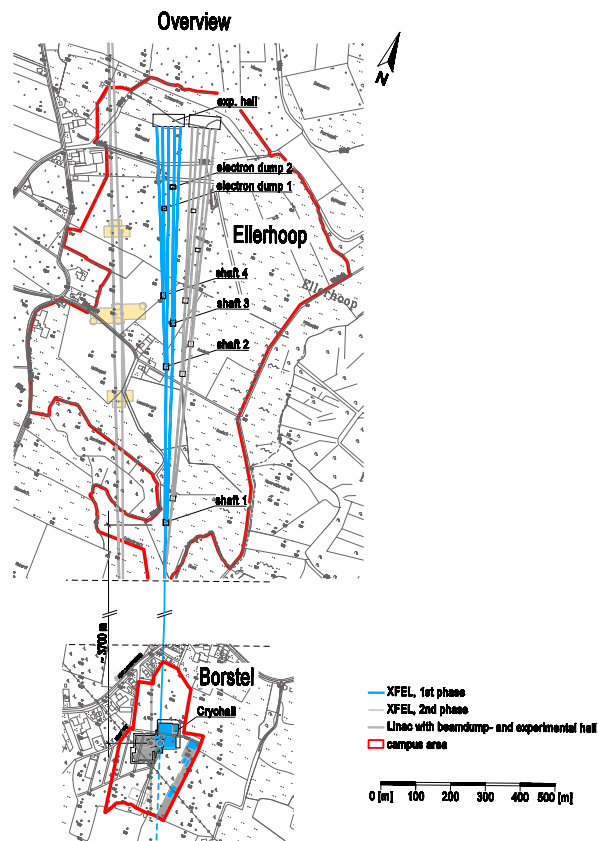 Overview
N
exp. hall
electron dump 2
electron dump 1
Ellerhoop
shaft 4
Ellerhoop
shaft 3
shaft 2
shaft 1
~ 3700 m
Borstel
Cryohall
XFEL, 1st phase
XFEL, 2nd phase
Linac with beamdump- and experimental hall
campus area
0 [m] 100 200 300 400 500 [m]